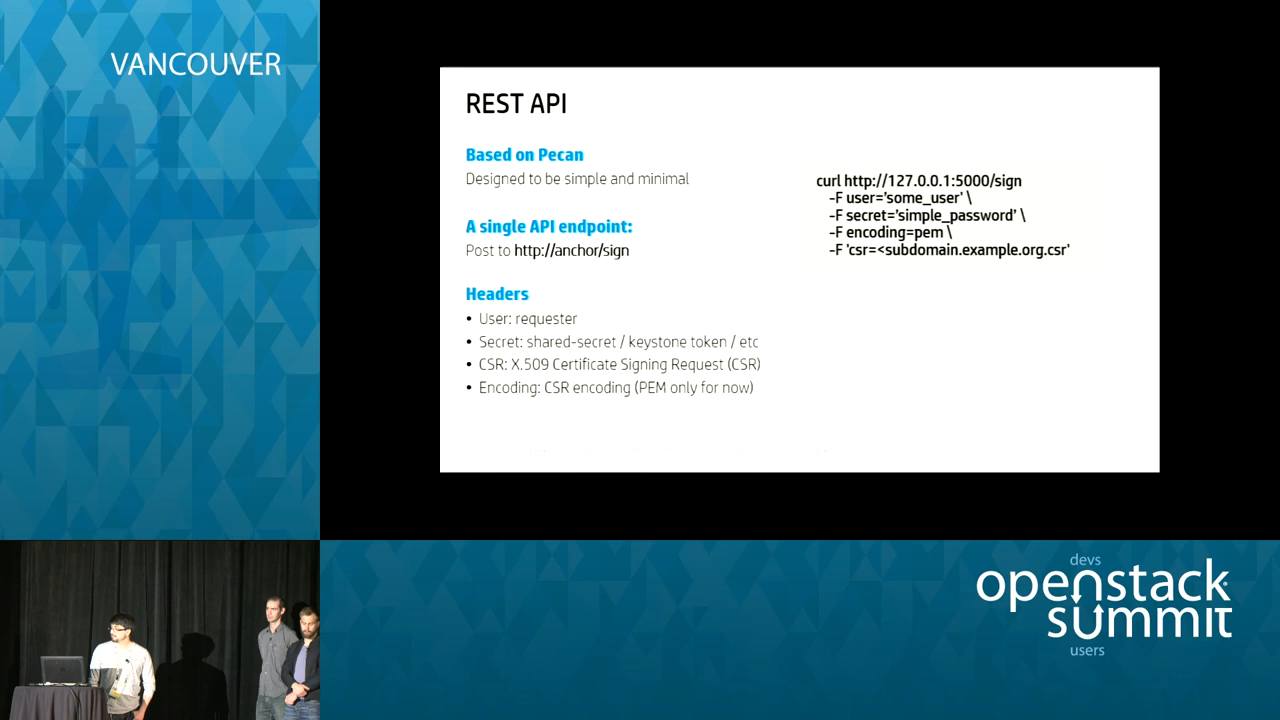 VANCOUVER
REST API
Based on Pecan
Designed to be simple and minimal
A single API endpoint:
Post to http://anchor/sign
Headers
• User: requester
• Secret: shared-secret / keystone token / etc
• CSR: X.509 Certificate Signing Request (CSR)
• Encoding: CSR encoding (PEM only for now)
curl http://127.0.0.1:5000/sign
-F user='some_user' \
-F secret='simple_password' \
-F encoding=pem \
-F 'csr=<subdomain.example.org.csr'
devs
openstack
summit
users